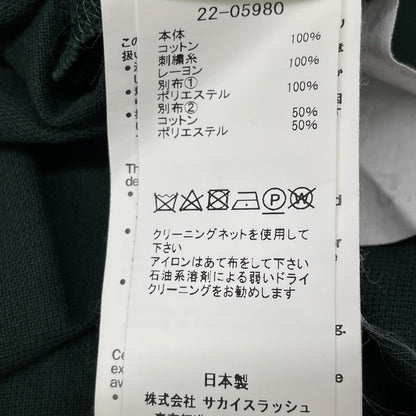 22-05980
本体
コットン 100%
刺繍糸
レーヨン 100%
別布①
ポリエステル 100%
別布②
コットン 50%
ポリエステル 50%
P W
クリーニングネットを使用して
下さい
アイロンはあて布をして下さい
石油系溶剤による弱いドライ
クリーニングをお勧めします
日本製
株式会社 サカイスラッシュ